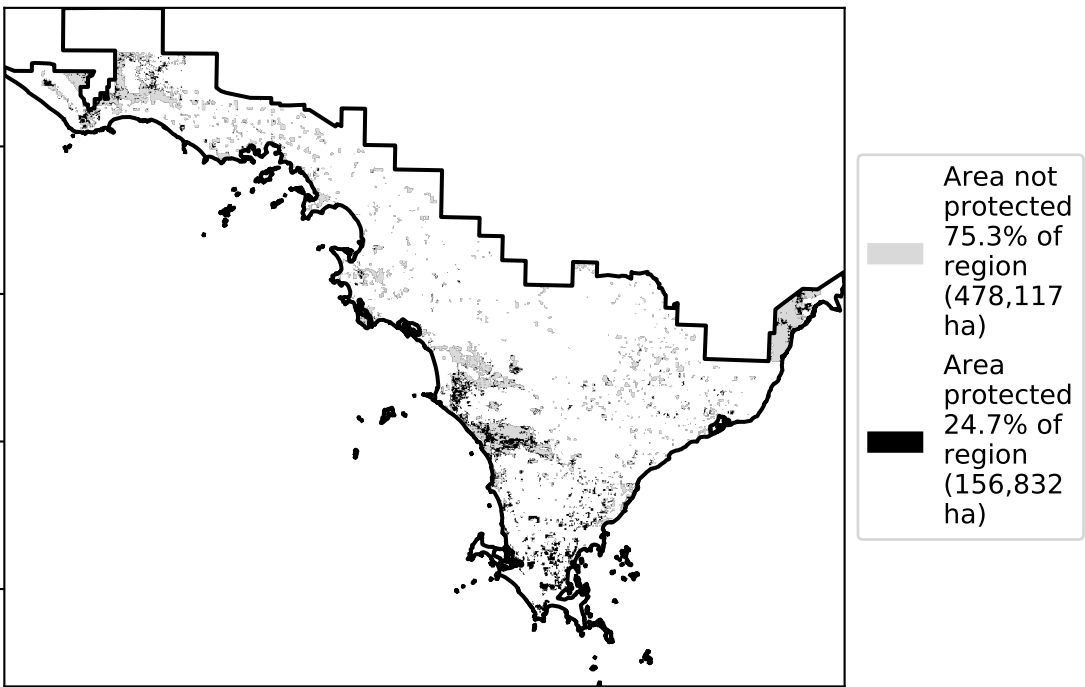 Area not
protected
75.3% of
region
(478,117
ha)
Area
protected
24.7% of
region
(156,832
ha)